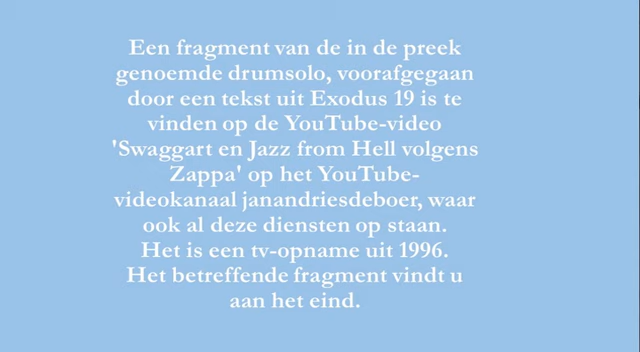 Een fragment van de in de preek
genoemde drumsolo, voorafgegaan
door een tekst uit Exodus 19 is te
vinden op de YouTube-video
'Swaggart en Jazz from Hell volgens
Zappa' op het YouTube-
videokanaal janandriesdeboer, waar
ook al deze diensten op staan.
Het is een tv-opname uit 1996.
Het betreffende fragment vindt u
aan het eind.